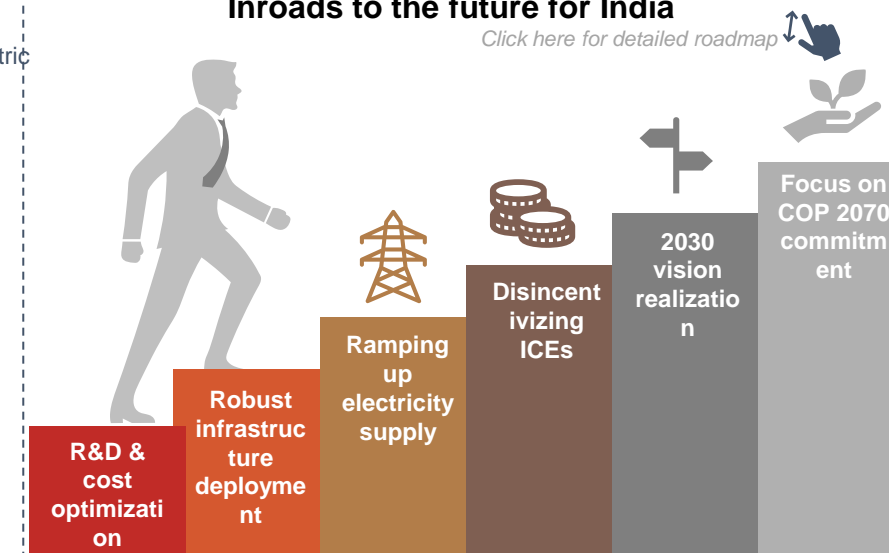 Inroads to the future for India
Click here for detailed roadmap
tric
Focus on
COP 2070
commitm
ent
2030
vision
realizatio
n
Disincent
ivizing
ICEs
Ramping
up
electricity
supply
Robust
infrastruc
ture
deployme
nt
R&D &
cost
optimizati
on